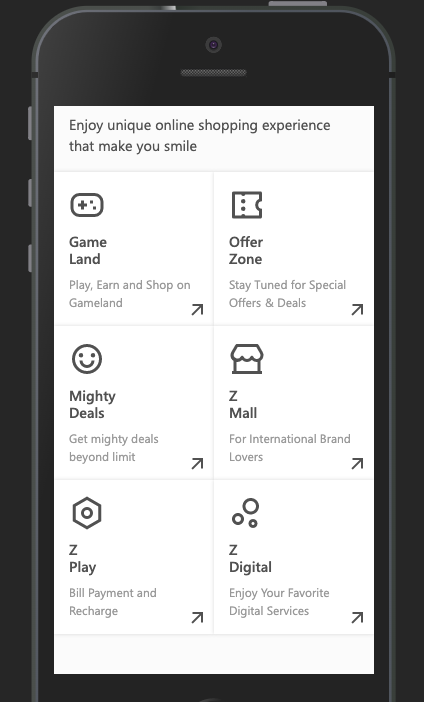 Enjoy unique online shopping experience
that make you smile
Game
Land
Play, Earn and Shop on
Gameland
Offer
Zone
Stay Tuned for Special
Offers & Deals
Mighty
Deals
Get mighty deals
beyond limit
Z
Mall
For International Brand
Lovers
Z
Play
Bill Payment and
Recharge
Z
Digital
Enjoy Your Favorite
Digital Services